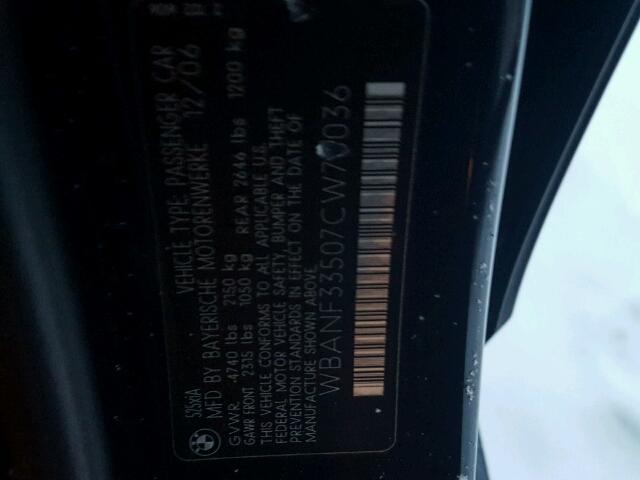 VEHICLE TYPE: PASSENGER CAR
MFD BY BAYERISCHE MOTORENWERKE 12/06
GVWR 4740 lbs 2150 kg
GAWR FRONT 2315 lbs 1050 kg REAR 2646 lbs 1200 kg
THIS VEHICLE CONFORMS TO ALL APPLICABLE U.S.
FEDERAL MOTOR VEHICLE SAFETY, BUMPER AND THEFT
PREVENTION STANDARDS IN EFFECT ON THE DATE OF
MANUFACTURE SHOWN ABOVE.